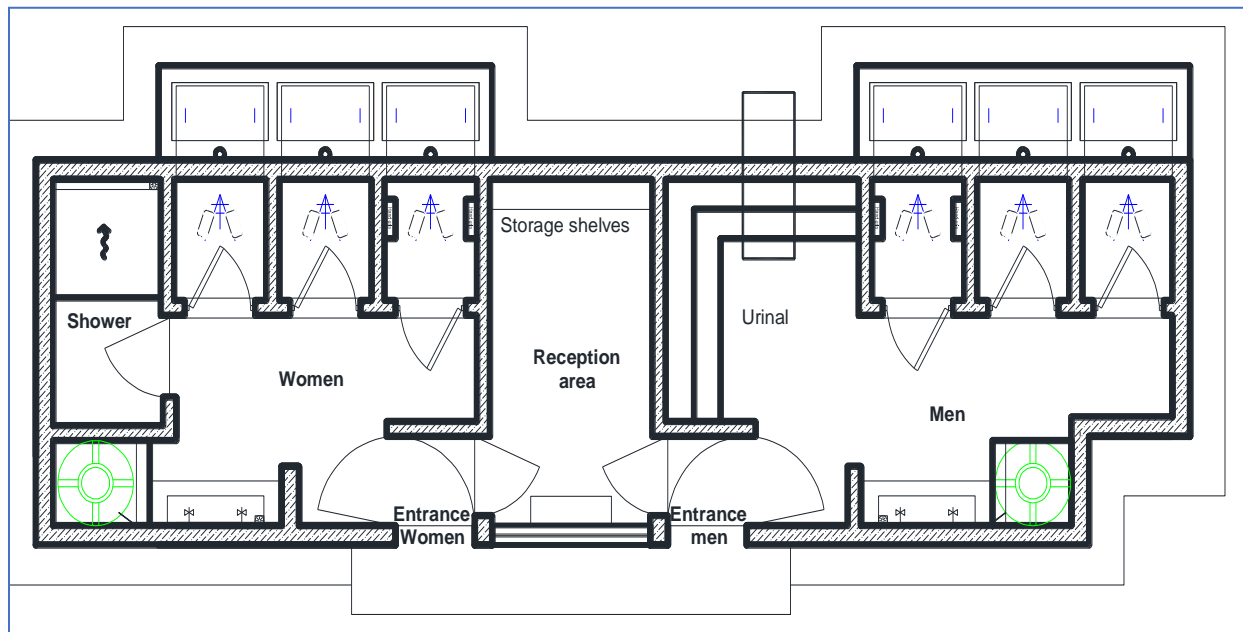 Storage shelves
Shower
Urinal
Reception
area
Women
Men
Entrance
Women
Entrance
men